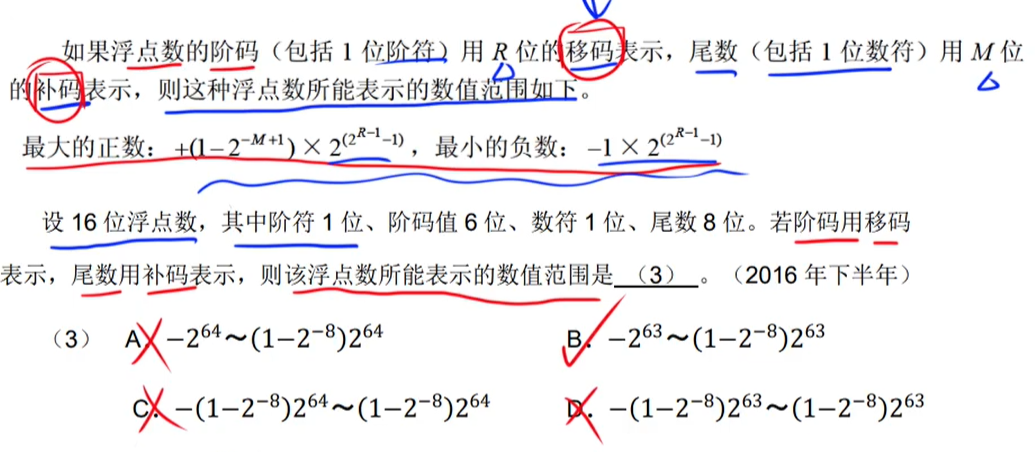 如果浮点数的阶码（包括 1 位阶符）用 R 位的移码表示，尾数（包括 1 位数符）用 M 位
的补码表示，则这种浮点数所能表示的数值范围如下。
最大的正数：+(1−2^{−M+1}) × 2^{(2^{R−1}−1)}，最小的负数：−1 × 2^{(2^{R−1}−1)}
设 16 位浮点数，其中阶符 1 位、阶码值 6 位、数符 1 位、尾数 8 位。若阶码用移码
表示，尾数用补码表示，则该浮点数所能表示的数值范围是 （3） 。（2016 年下半年）
（3） A. −2^{64}～(1−2^{−8})2^{64} B. −2^{63}～(1−2^{−8})2^{63}
C. −(1−2^{−8})2^{64}～(1−2^{−8})2^{64} D. −(1−2^{−8})2^{63}～(1−2^{−8})2^{63}